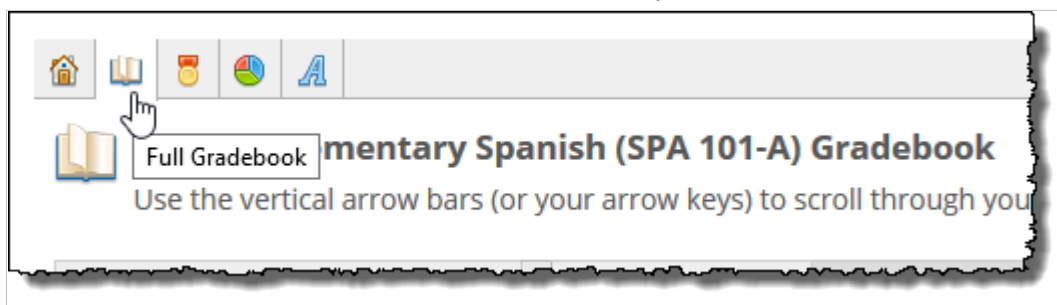 Full Gradebook
mentary Spanish (SPA 101-A) Gradebook
Use the vertical arrow bars (or your arrow keys) to scroll through you